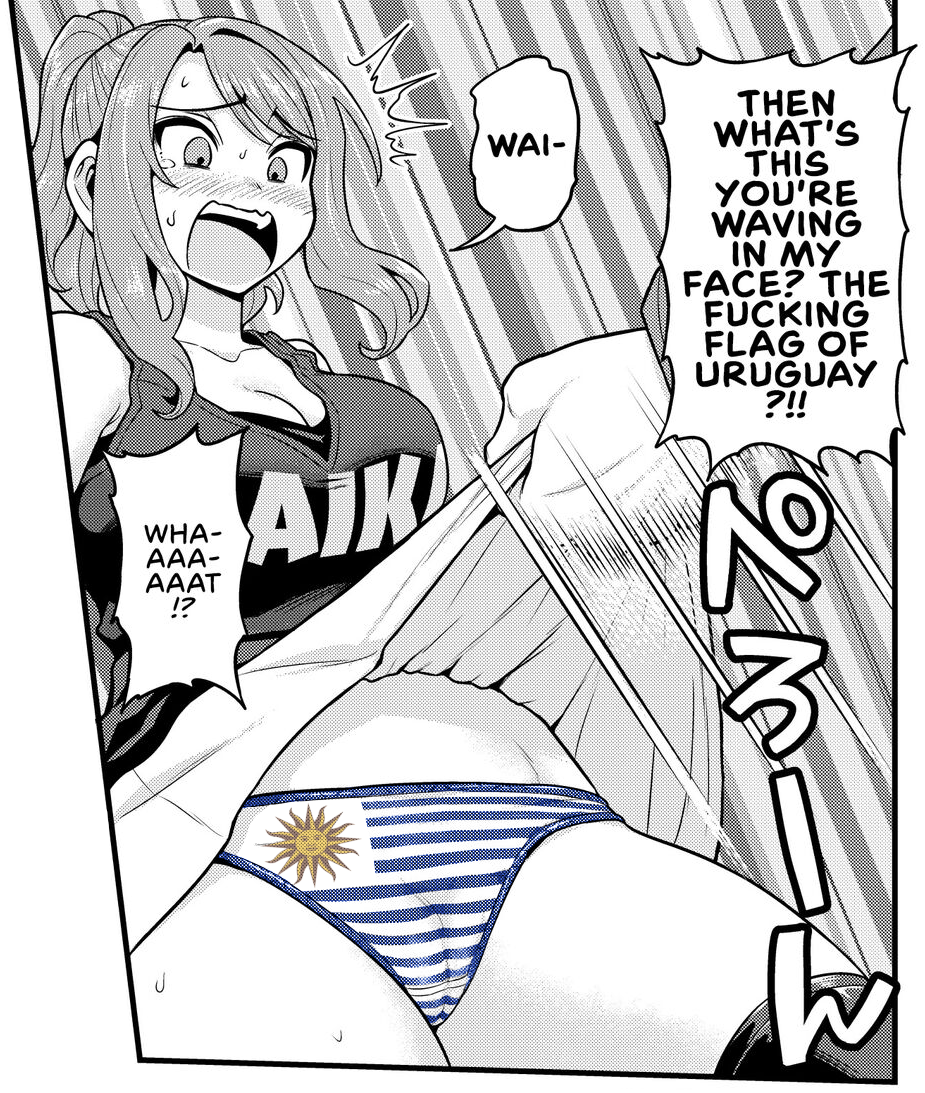 THEN
WHAT'S
THIS
YOU'RE
WAVING
IN MY
FACE? THE
FUCKING
FLAG OF
URUGUAY
?!!
WAI-
WHA-
AAA-
AAAT
!?
AIK
ぺろーん